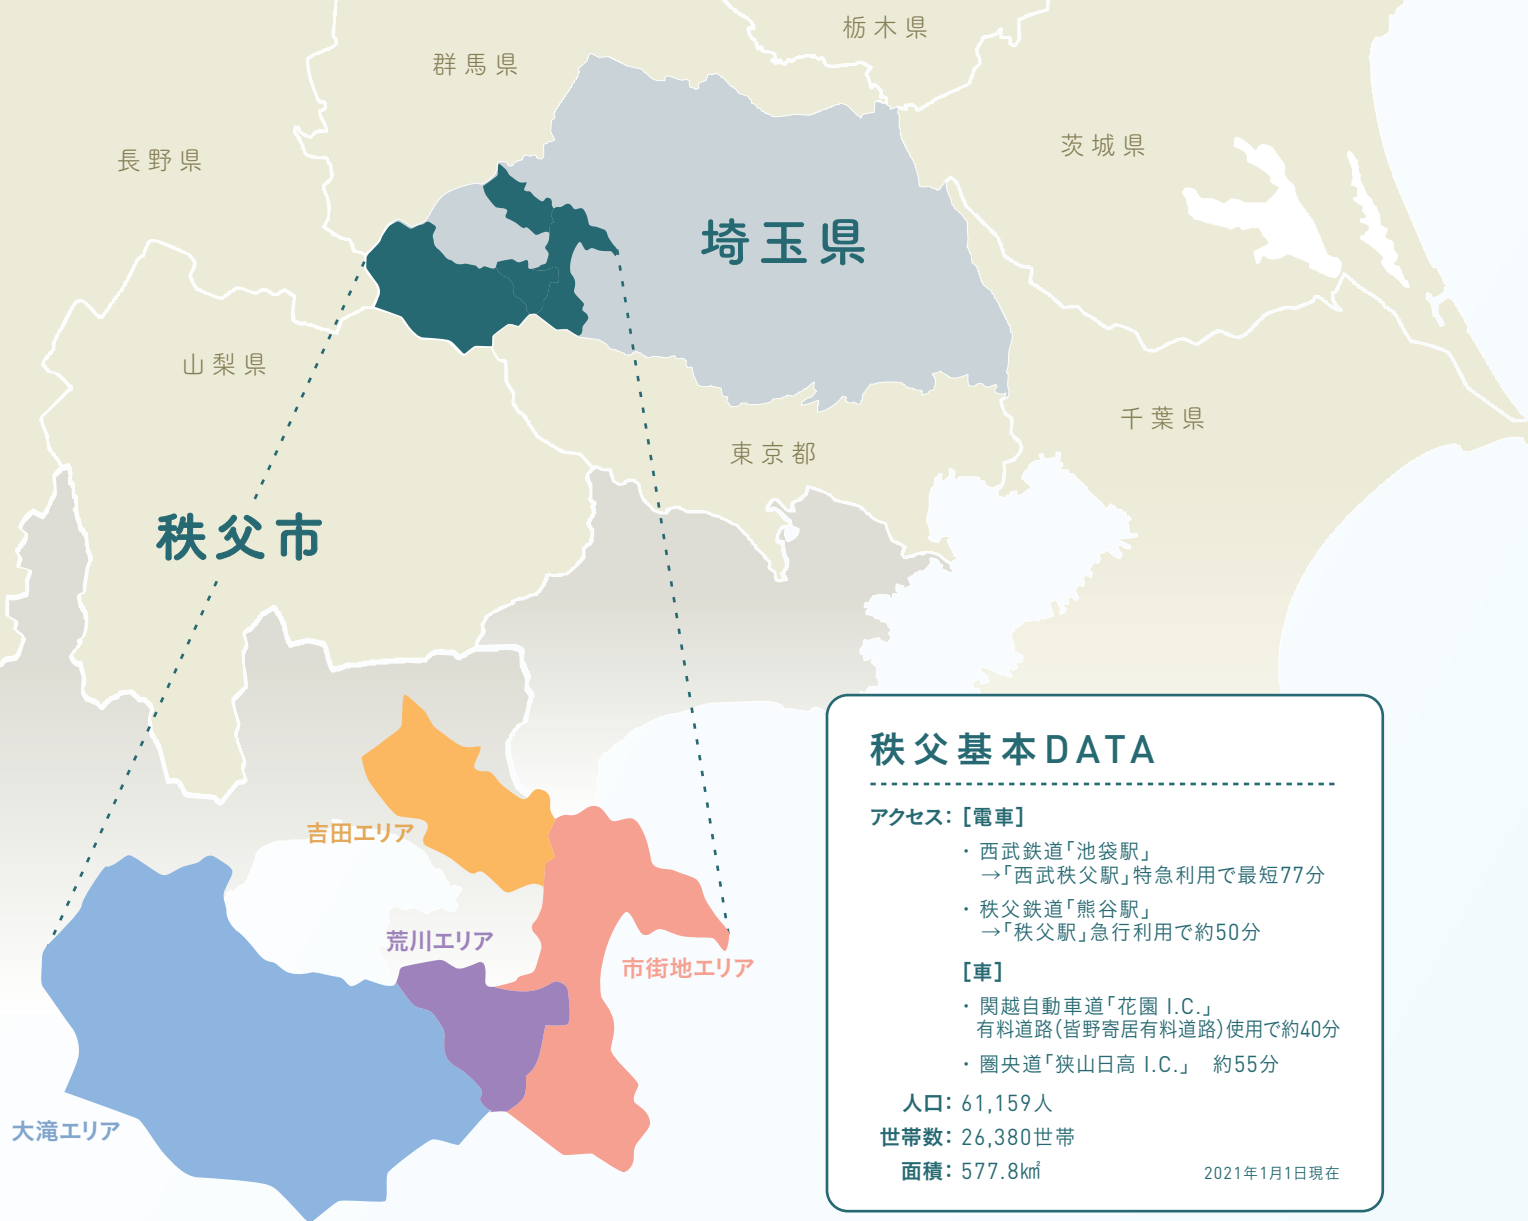 栃木県
群馬県
茨城県
長野県
埼玉県
山梨県
千葉県
東京都
秩父市
吉田エリア
荒川エリア
市街地エリア
大滝エリア
秩父基本DATA
アクセス： [電車]
・ 西武鉄道「池袋駅」
→「西武秩父駅」特急利用で最短77分
・ 秩父鉄道「熊谷駅」
→「秩父駅」急行利用で約50分
[車]
・ 関越自動車道「花園 I.C.」
有料道路（皆野寄居有料道路）使用で約40分
・ 圏央道「狭山日高 I.C.」 約55分
人口： 61,159人
世帯数： 26,380世帯
面積： 577.8㎢
2021年1月1日現在